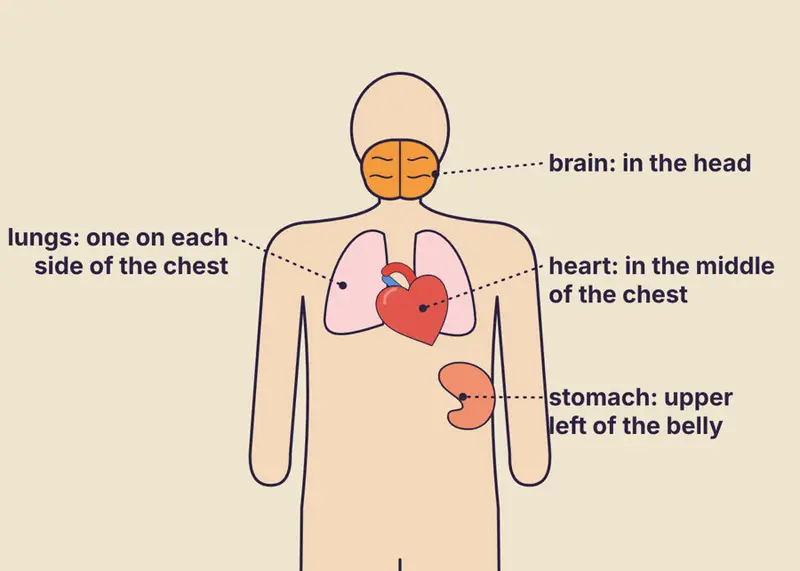 brain: in the head
lungs: one on each
side of the chest
heart: in the middle
of the chest
stomach: upper
left of the belly